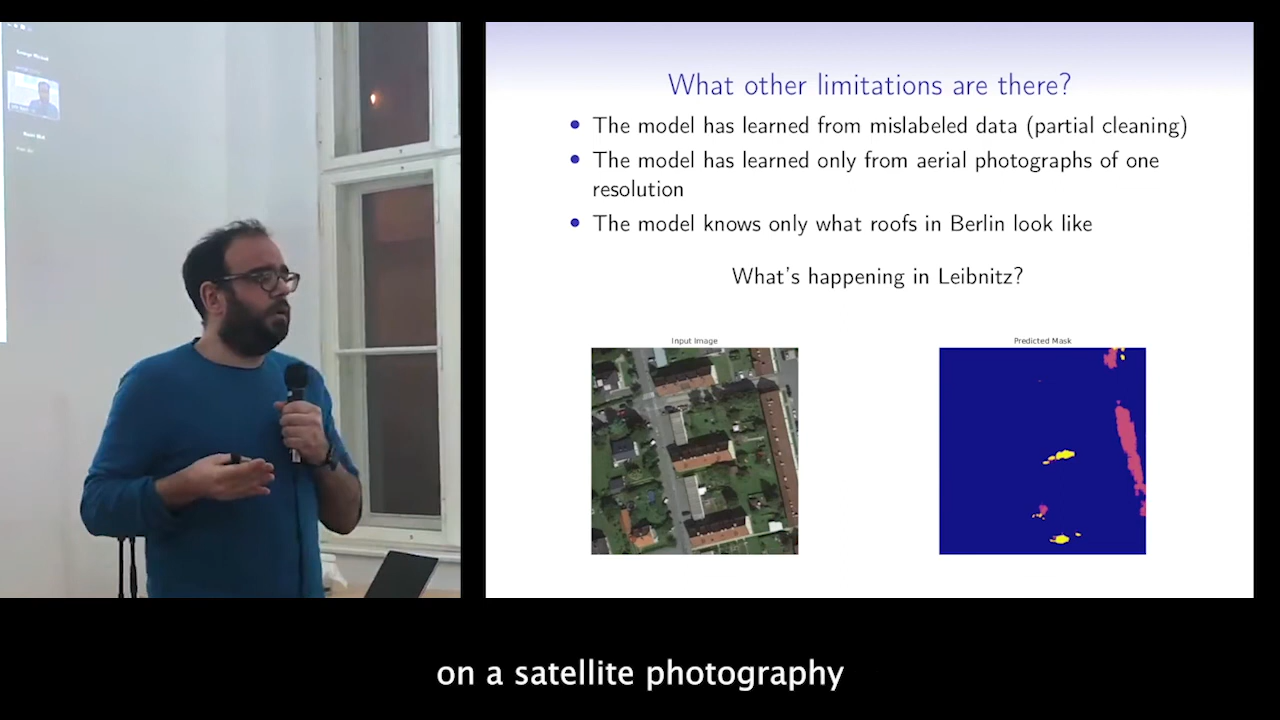 What other limitations are there?
• The model has learned from mislabeled data (partial cleaning)
• The model has learned only from aerial photographs of one
resolution
• The model knows only what roofs in Berlin look like
What's happening in Leibnitz?
Input Image
Predicted Mask
on a satellite photography